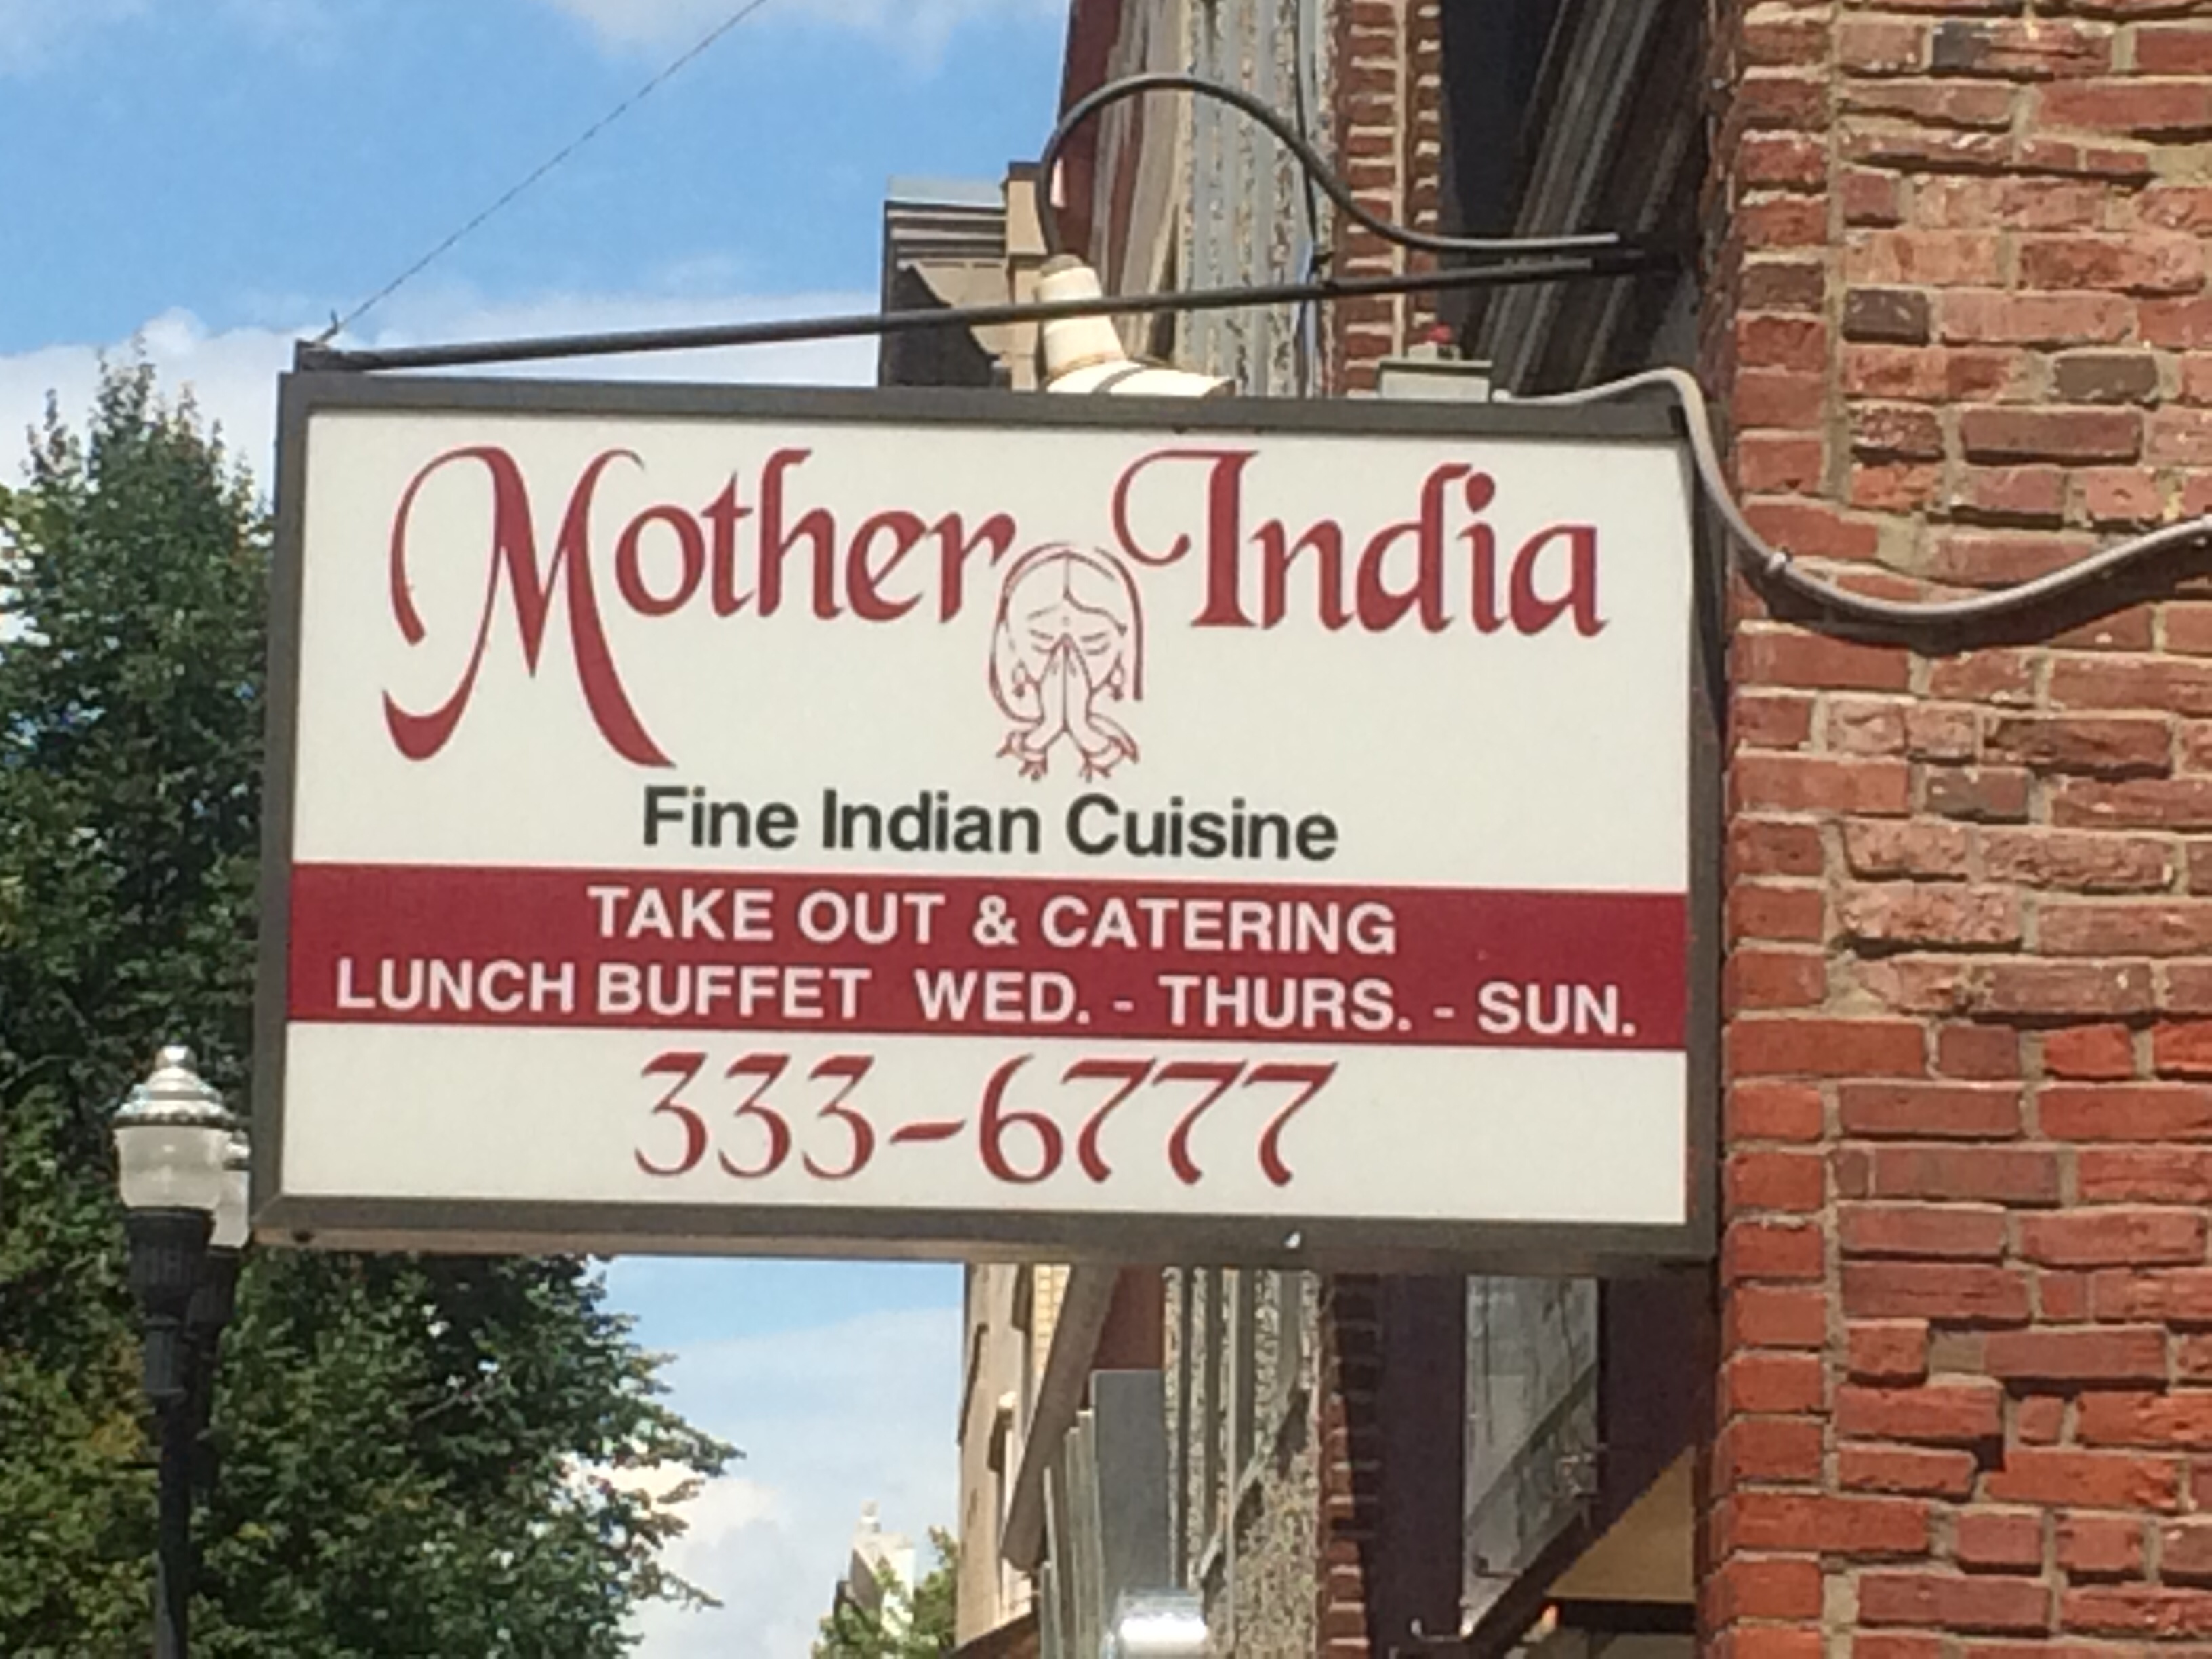 Mother India
Fine Indian Cuisine
TAKE OUT & CATERING
LUNCH BUFFET WED. - THURS. - SUN.
333-6777